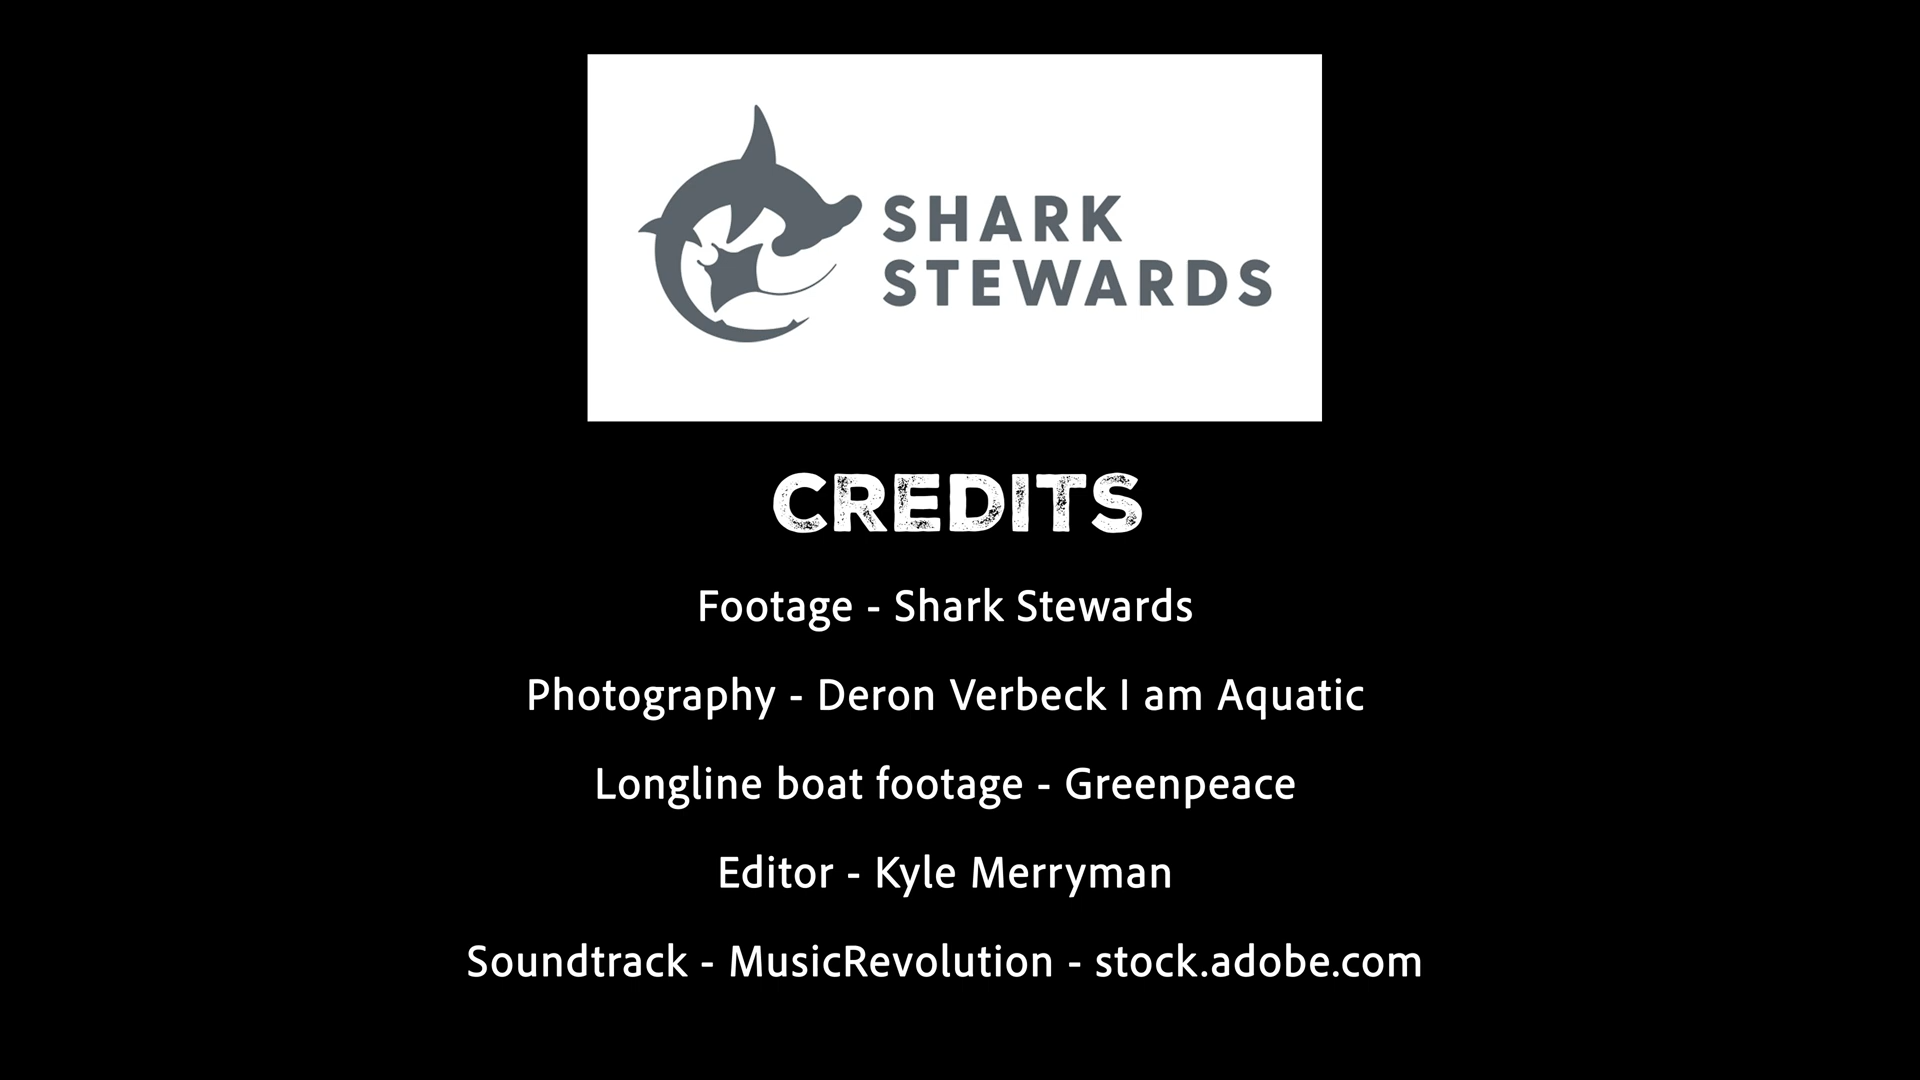 SHARK
STEWARDS
CREDITS
Footage - Shark Stewards
Photography - Deron Verbeck I am Aquatic
Longline boat footage - Greenpeace
Editor - Kyle Merryman
Soundtrack - MusicRevolution - stock.adobe.com